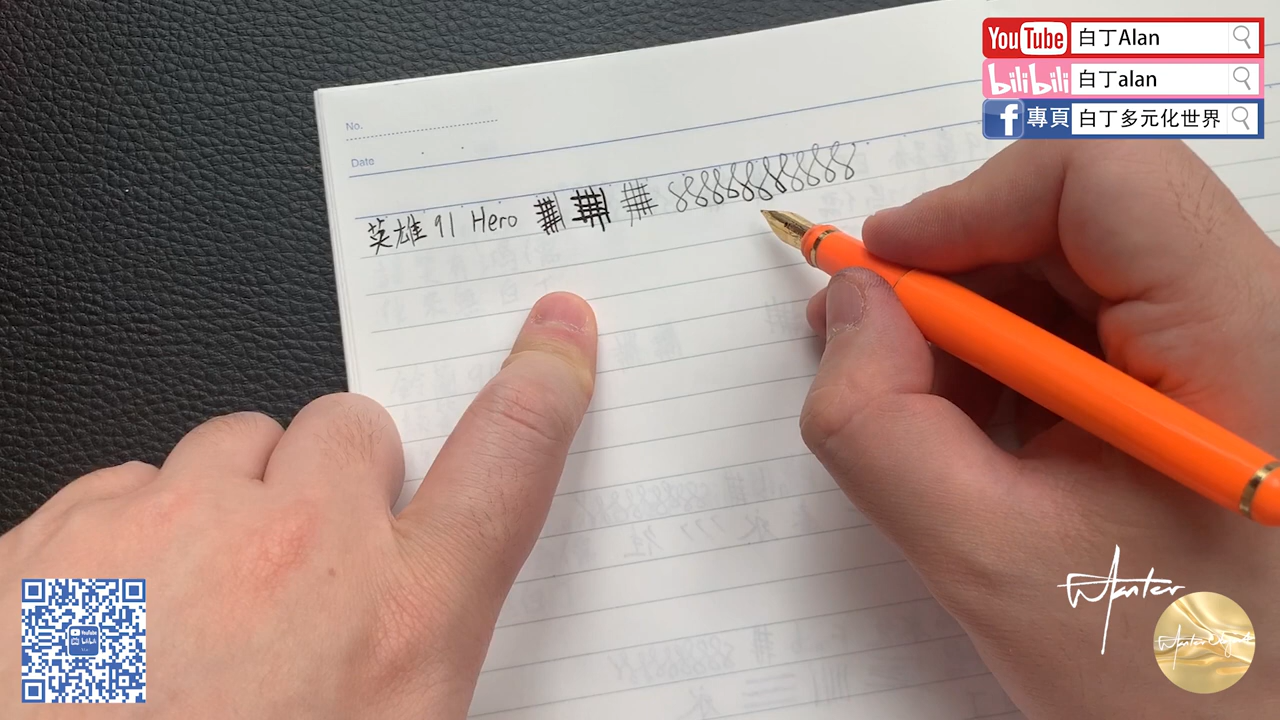 YouTube 白丁Alan
bilibili 白丁alan
f 專頁 白丁多元化世界
No.
Date
英雄 91 Hero